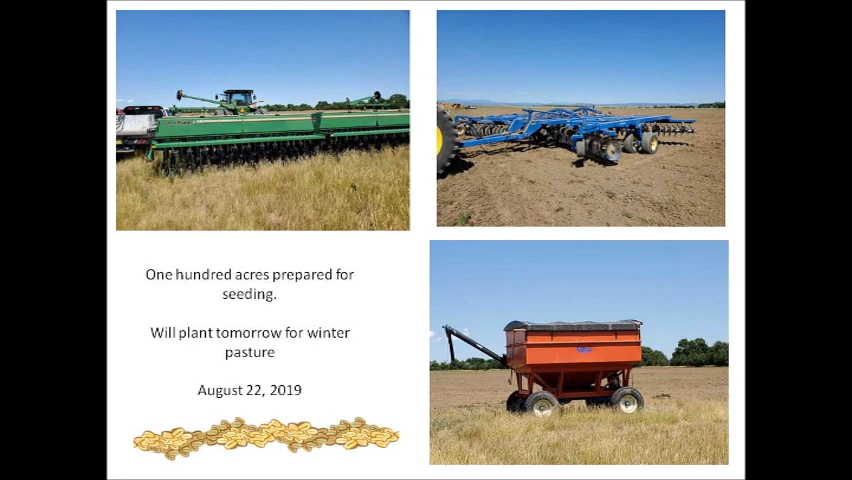 One hundred acres prepared for
seeding.
Will plant tomorrow for winter
pasture
August 22, 2019